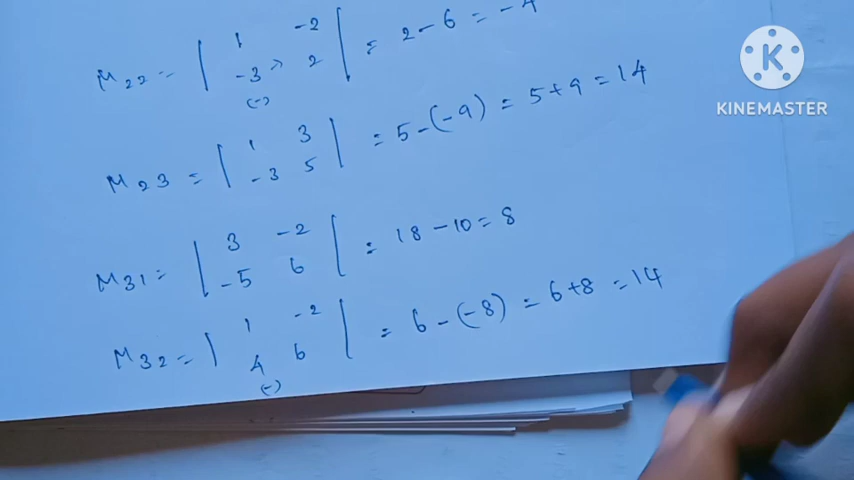 M22 = | 1 -2 | = 2 - 6 = -4
| -3 2 |
(-)
KINEMASTER
M23 = | 1 3 | = 5 - (-9) = 5 + 9 = 14
| -3 5 |
M31 = | 3 -2 | = 18 - 10 = 8
| -5 6 |
M32 = | 1 -2 | = 6 - (-8) = 6 + 8 = 14
| 4 6 |
(-)